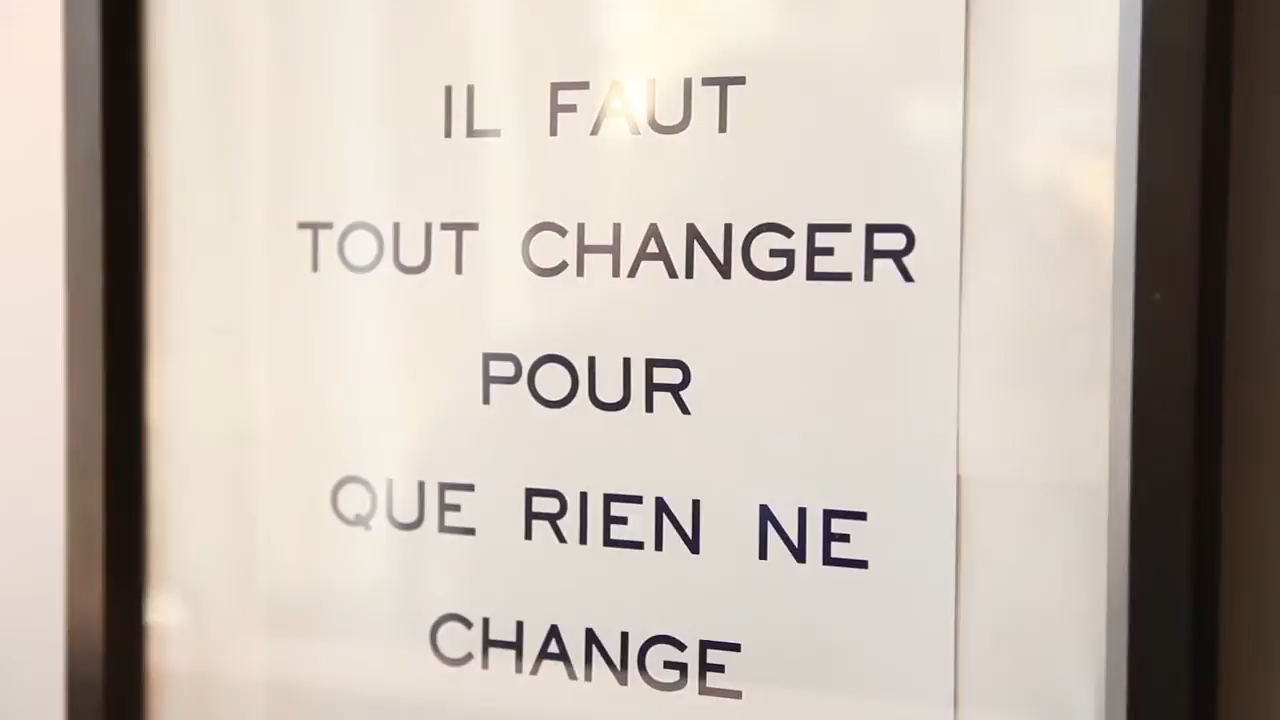 IL FAUT
TOUT CHANGER
POUR
QUE RIEN NE
CHANGE